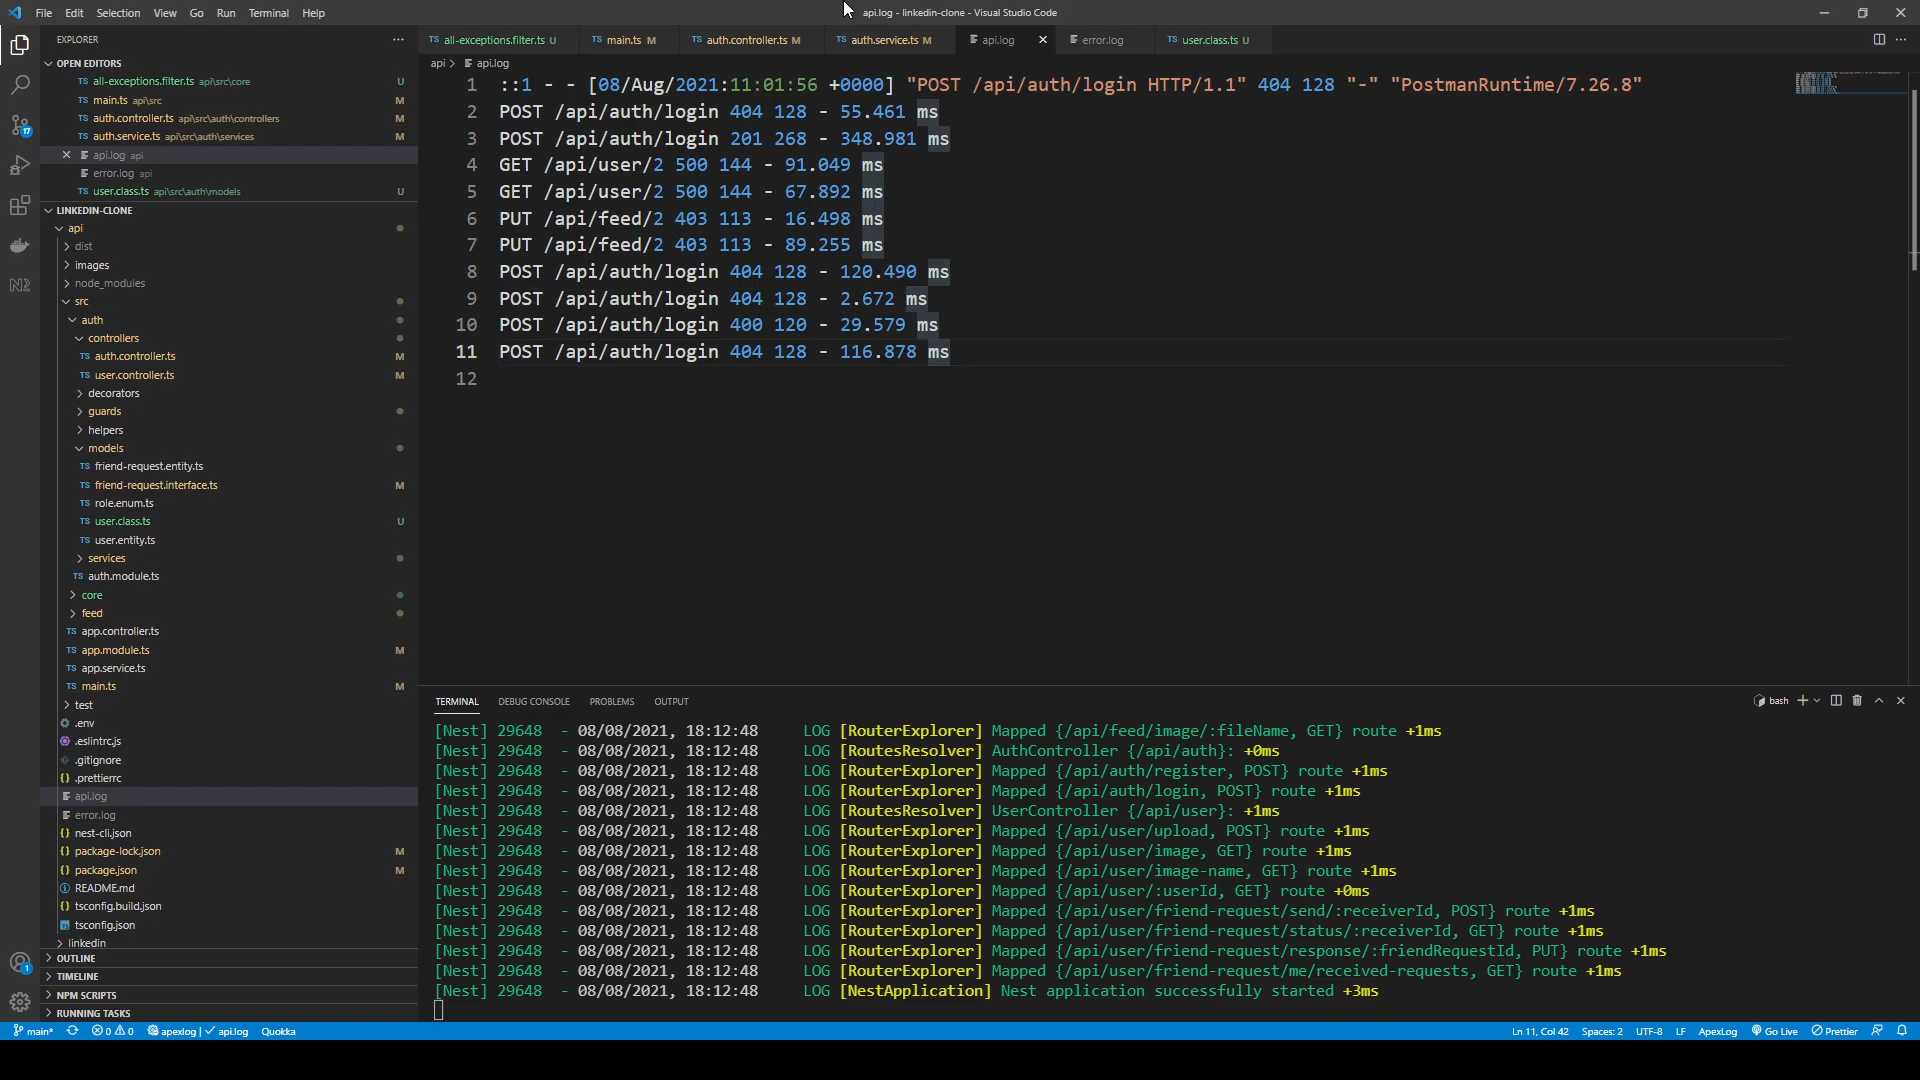 File Edit Selection View Go Run Terminal Help
api.log - linkedin-clone - Visual Studio Code
EXPLORER
OPEN EDITORS
TS all-exceptions.filter.ts api\src\core U
TS main.ts api\src M
TS auth.controller.ts api\src\auth\controllers M
TS auth.service.ts api\src\auth\services M
api.log api
error.log api
TS user.class.ts api\src\auth\models U
LINKEDIN-CLONE
api
dist
images
node_modules
src
auth
controllers
TS auth.controller.ts M
TS user.controller.ts M
decorators
guards
helpers
models
TS friend-request.entity.ts
TS friend-request.interface.ts M
TS role.enum.ts
TS user.class.ts U
TS user.entity.ts
services
TS auth.module.ts
core
feed
TS app.controller.ts
TS app.module.ts M
TS app.service.ts
TS main.ts M
test
.env
.eslintrc.js
.gitignore
{} .prettierrc
api.log
error.log
{} nest-cli.json
{} package-lock.json M
{} package.json M
README.md
{} tsconfig.build.json
tsconfig.json
linkedin
OUTLINE
TIMELINE
NPM SCRIPTS
RUNNING TASKS
17
1
TS all-exceptions.filter.ts U TS main.ts M TS auth.controller.ts M TS auth.service.ts M api.log error.log TS user.class.ts U
api > api.log
1 ::1 - - [08/Aug/2021:11:01:56 +0000] "POST /api/auth/login HTTP/1.1" 404 128 "-" "PostmanRuntime/7.26.8"
2 POST /api/auth/login 404 128 - 55.461 ms
3 POST /api/auth/login 201 268 - 348.981 ms
4 GET /api/user/2 500 144 - 91.049 ms
5 GET /api/user/2 500 144 - 67.892 ms
6 PUT /api/feed/2 403 113 - 16.498 ms
7 PUT /api/feed/2 403 113 - 89.255 ms
8 POST /api/auth/login 404 128 - 120.490 ms
9 POST /api/auth/login 404 128 - 2.672 ms
10 POST /api/auth/login 400 120 - 29.579 ms
11 POST /api/auth/login 404 128 - 116.878 ms
12
TERMINAL DEBUG CONSOLE PROBLEMS OUTPUT
bash
[Nest] 29648 - 08/08/2021, 18:12:48 LOG [RouterExplorer] Mapped {/api/feed/image/:fileName, GET} route +1ms
[Nest] 29648 - 08/08/2021, 18:12:48 LOG [RoutesResolver] AuthController {/api/auth}: +0ms
[Nest] 29648 - 08/08/2021, 18:12:48 LOG [RouterExplorer] Mapped {/api/auth/register, POST} route +1ms
[Nest] 29648 - 08/08/2021, 18:12:48 LOG [RouterExplorer] Mapped {/api/auth/login, POST} route +1ms
[Nest] 29648 - 08/08/2021, 18:12:48 LOG [RoutesResolver] UserController {/api/user}: +1ms
[Nest] 29648 - 08/08/2021, 18:12:48 LOG [RouterExplorer] Mapped {/api/user/upload, POST} route +1ms
[Nest] 29648 - 08/08/2021, 18:12:48 LOG [RouterExplorer] Mapped {/api/user/image, GET} route +1ms
[Nest] 29648 - 08/08/2021, 18:12:48 LOG [RouterExplorer] Mapped {/api/user/image-name, GET} route +1ms
[Nest] 29648 - 08/08/2021, 18:12:48 LOG [RouterExplorer] Mapped {/api/user/:userId, GET} route +0ms
[Nest] 29648 - 08/08/2021, 18:12:48 LOG [RouterExplorer] Mapped {/api/user/friend-request/send/:receiverId, POST} route +1ms
[Nest] 29648 - 08/08/2021, 18:12:48 LOG [RouterExplorer] Mapped {/api/user/friend-request/status/:receiverId, GET} route +1ms
[Nest] 29648 - 08/08/2021, 18:12:48 LOG [RouterExplorer] Mapped {/api/user/friend-request/response/:friendRequestId, PUT} route +1ms
[Nest] 29648 - 08/08/2021, 18:12:48 LOG [RouterExplorer] Mapped {/api/user/friend-request/me/received-requests, GET} route +1ms
[Nest] 29648 - 08/08/2021, 18:12:48 LOG [NestApplication] Nest application successfully started +3ms
main* 0 0 apexlog | ✓ api.log Quokka Ln 11, Col 42 Spaces: 2 UTF-8 LF ApexLog Go Live Prettier